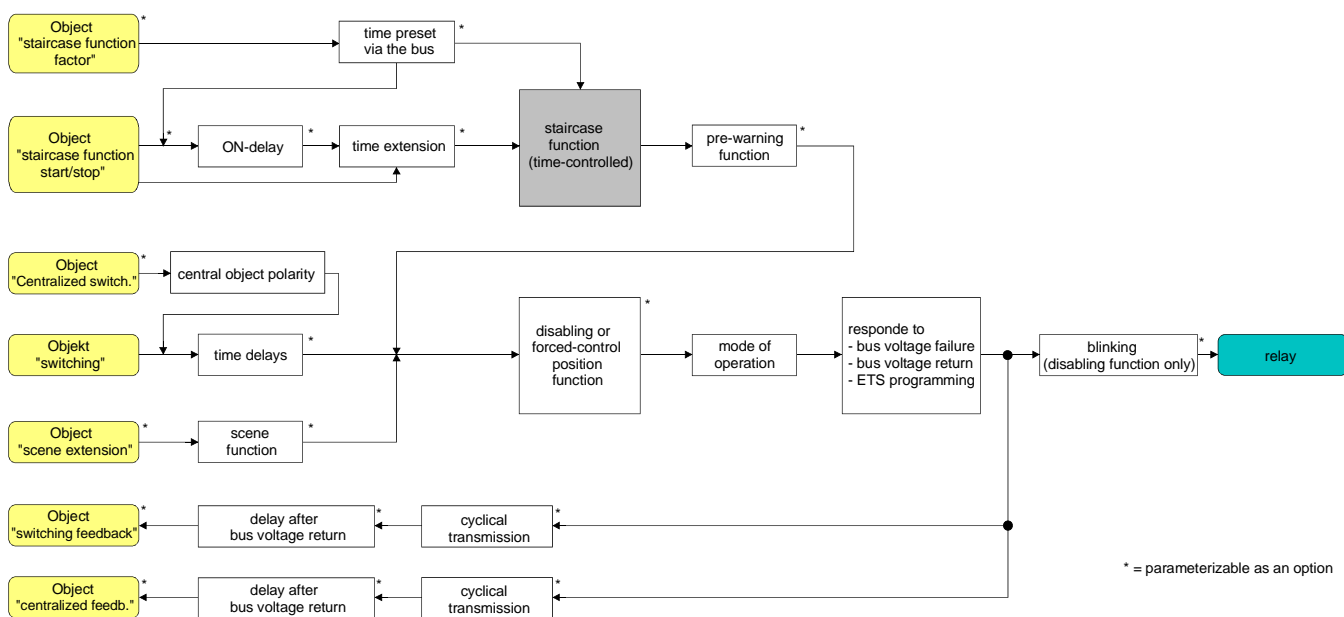 Object
"staircase function
factor"
*
time preset
via the bus
*
Object
"staircase function
start/stop"
*
ON-delay
*
time extension
*
staircase
function
(time-controlled)
pre-warning
function
*
Object
"Centralized switch."
*
central object polarity
Objekt
"switching"
time delays
*
disabling or
forced-control
position
function
*
mode of
operation
responde to
- bus voltage failure
- bus voltage return
- ETS programming
blinking
(disabling function only)
*
relay
Object
"scene extension"
*
scene
function
*
Object
"switching feedback"
*
delay after
bus voltage return
*
cyclical
transmission
*
Object
"centralized feedb."
*
delay after
bus voltage return
*
cyclical
transmission
*
* = parameterizable as an option